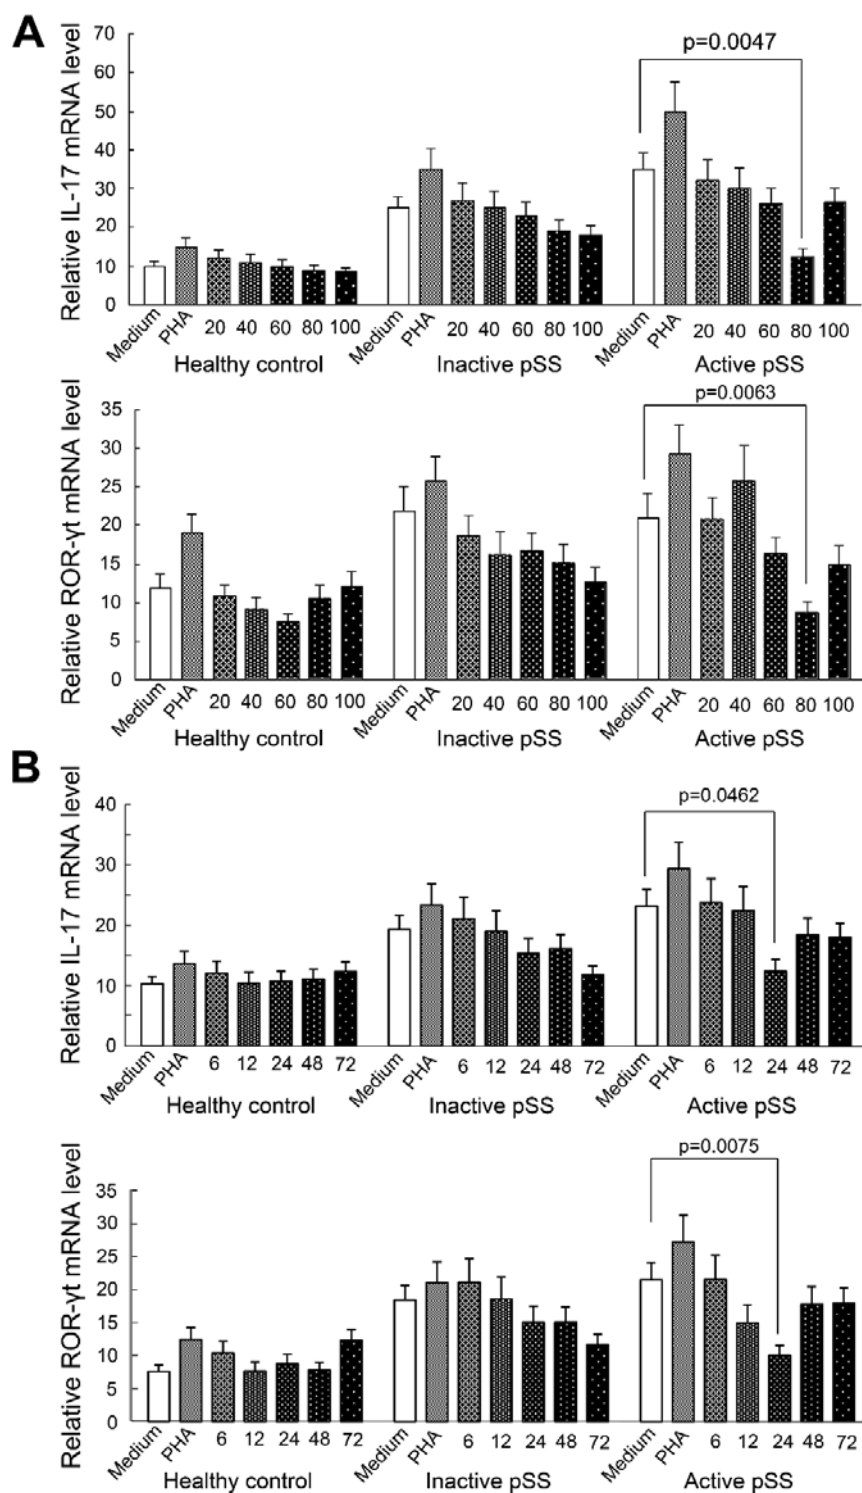 A
Relative IL-17 mRNA level
70
60
50
40
30
20
10
0
p=0.0047
Medium PHA 20 40 60 80 100 Medium PHA 20 40 60 80 100 Medium PHA 20 40 60 80 100
Healthy control Inactive pSS Active pSS
Relative ROR-γt mRNA level
35
30
25
20
15
10
5
0
p=0.0063
Medium PHA 20 40 60 80 100 Medium PHA 20 40 60 80 100 Medium PHA 20 40 60 80 100
Healthy control Inactive pSS Active pSS
B
Relative IL-17 mRNA level
40
30
20
10
0
p=0.0462
Medium PHA 6 12 24 48 72 Medium PHA 6 12 24 48 72 Medium PHA 6 12 24 48 72
Healthy control Inactive pSS Active pSS
Relative ROR-γt mRNA level
35
30
25
20
15
10
5
0
p=0.0075
Medium PHA 6 12 24 48 72 Medium PHA 6 12 24 48 72 Medium PHA 6 12 24 48 72
Healthy control Inactive pSS Active pSS